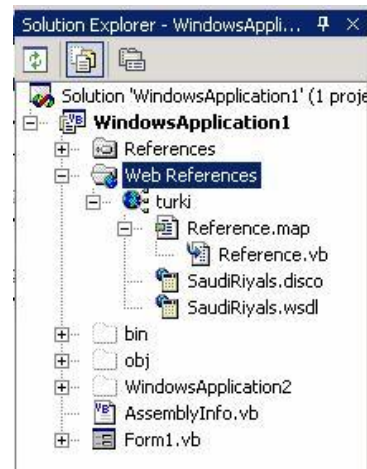 Solution Explorer - WindowsAppli...
Solution 'WindowsApplication1' (1 proje
WindowsApplication1
References
Web References
turki
Reference.map
Reference.vb
SaudiRiyals.disco
SaudiRiyals.wsdl
bin
obj
WindowsApplication2
AssemblyInfo.vb
Form1.vb